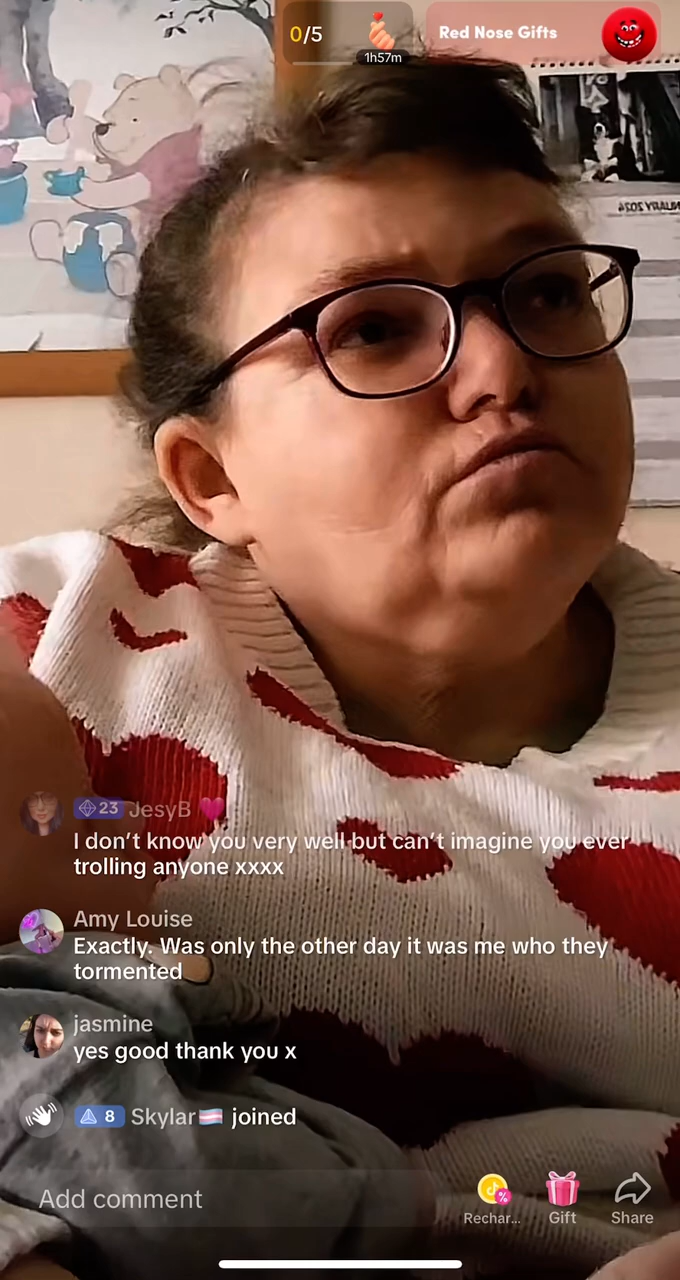 0/5
1h57m
Red Nose Gifts
JANUARY 2024
23 JesyB
I don't know you very well but can't imagine you ever
trolling anyone xxxx
Amy Louise
Exactly. Was only the other day it was me who they
tormented
jasmine
yes good thank you x
8 Skylar joined
Add comment
Rechar...
Gift
Share